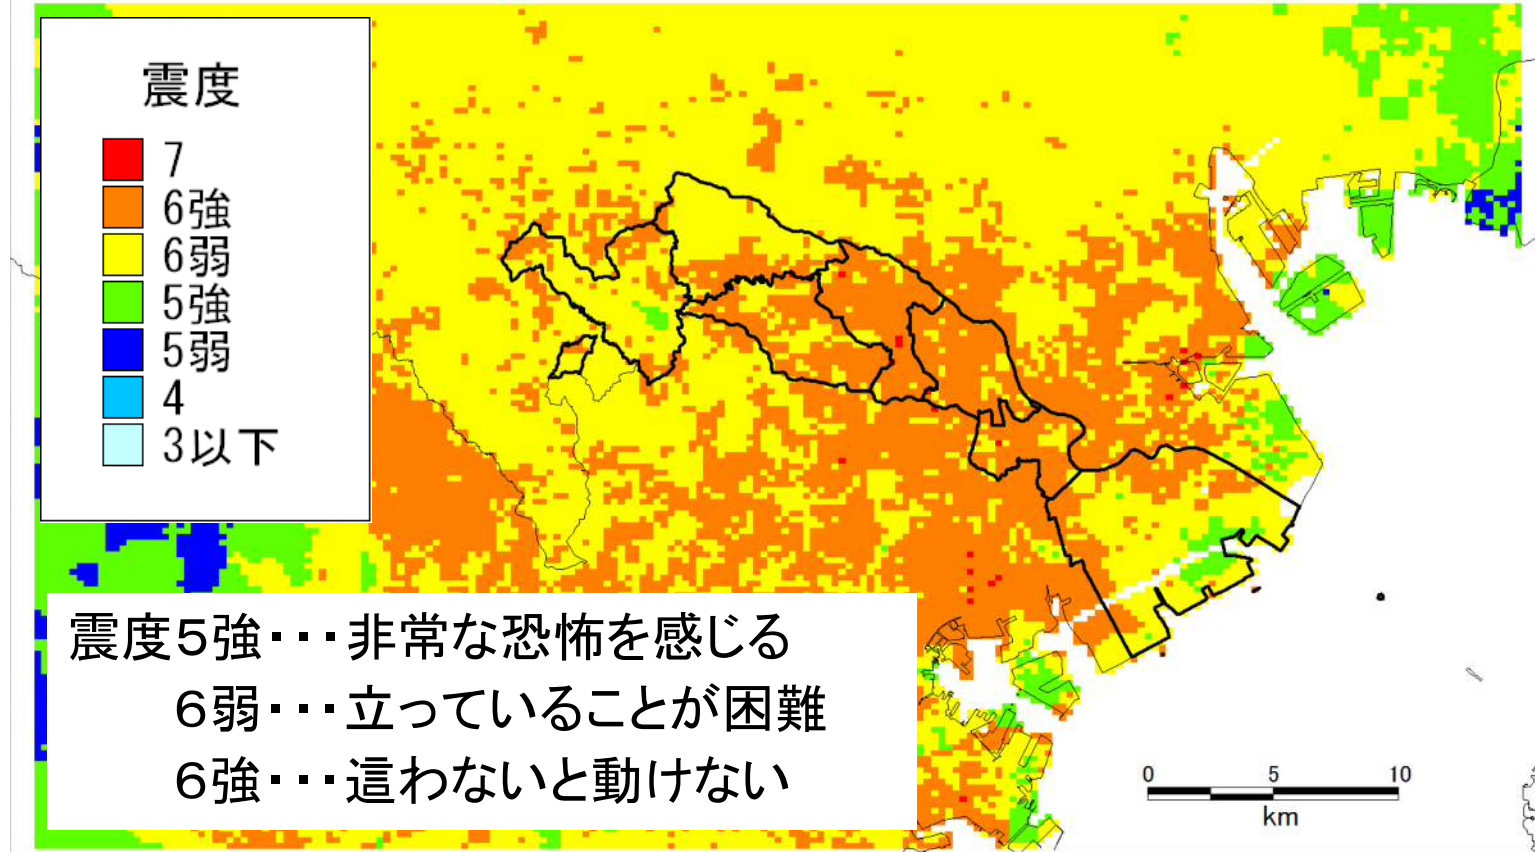 震度
7
6強
6弱
5強
5弱
4
3以下
震度5強・・・非常な恐怖を感じる
6弱・・・立っていることが困難
6強・・・這わないと動けない
0 5 10
km